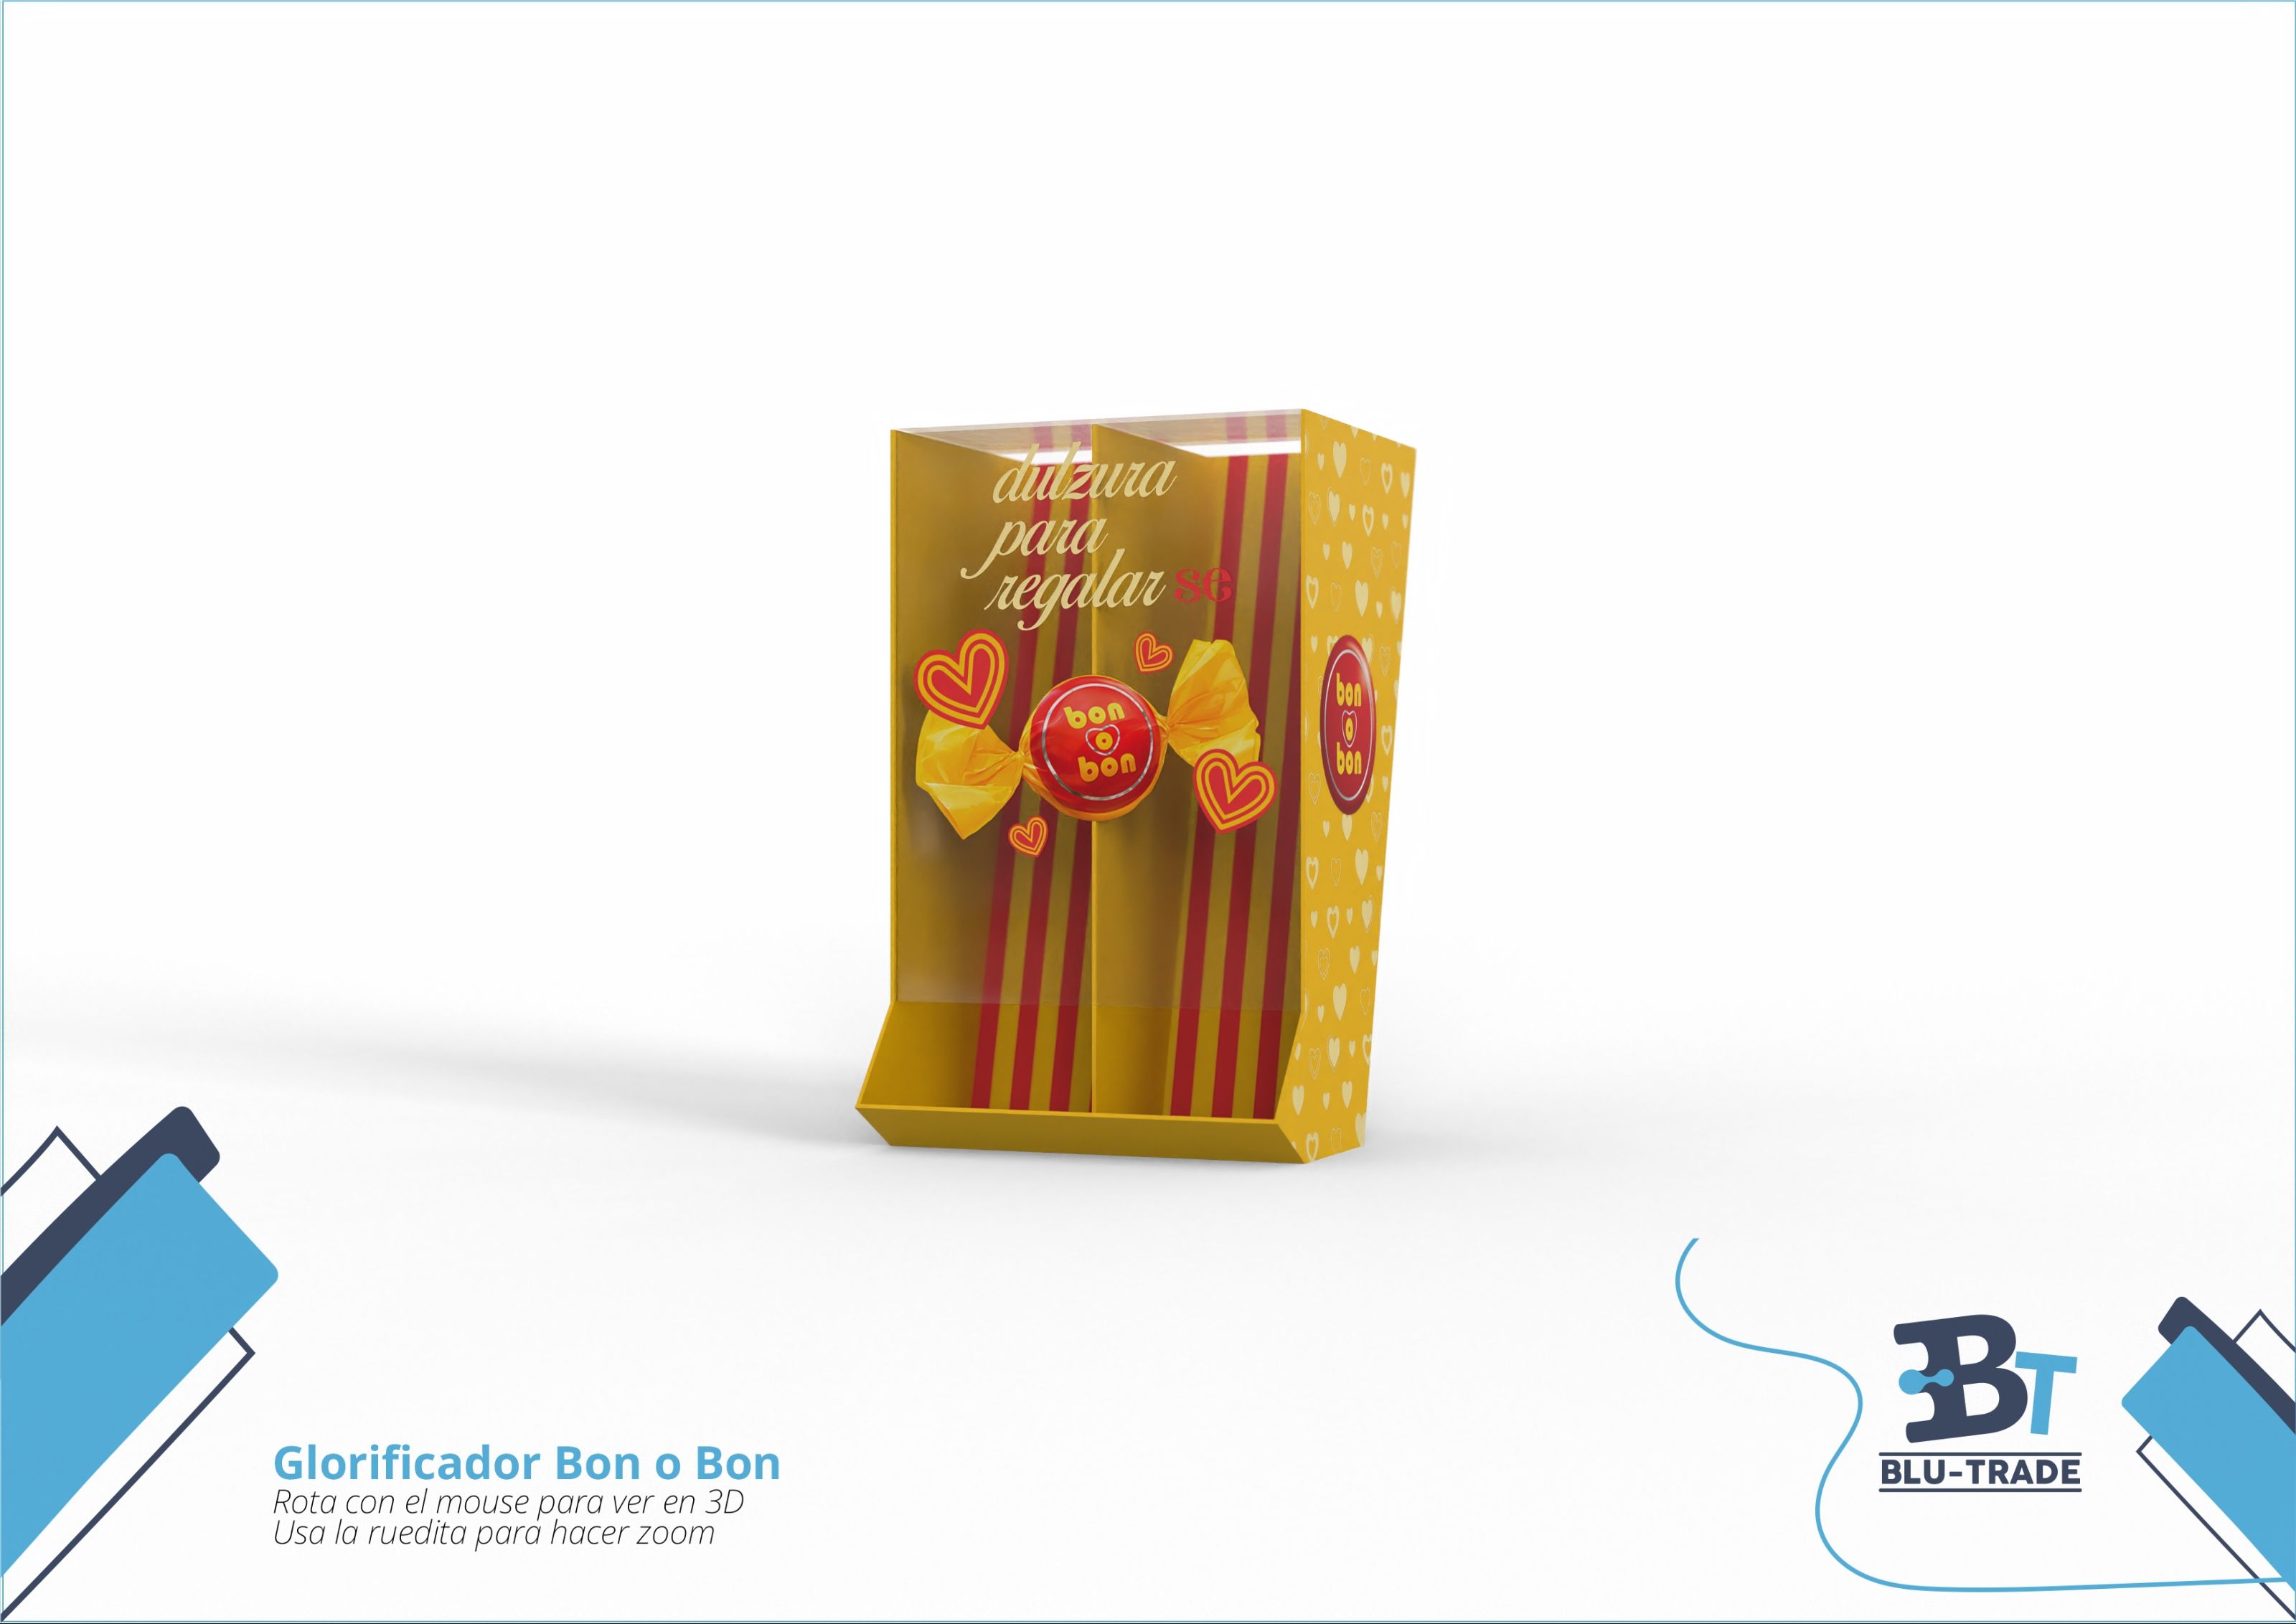 dulzura
para
regalar se
bon
o
bon
bon
o
bon
BT
BLU-TRADE
Glorificador Bon o Bon
Rota con el mouse para ver en 3D
Usa la ruedita para hacer zoom